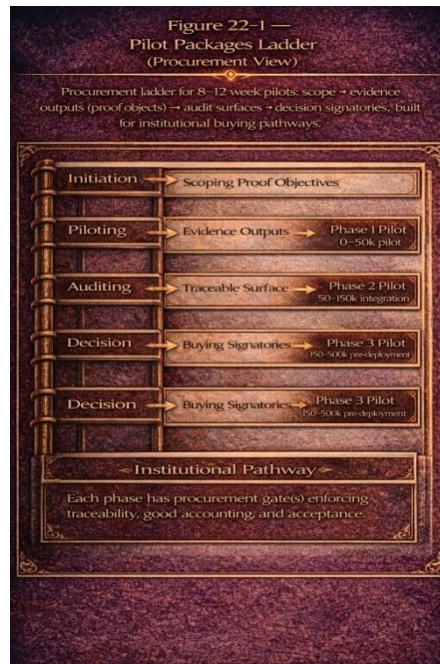 Figure 22–1 —
Pilot Packages Ladder
(Procurement View)
Procurement ladder for 8–12 week pilots: scope → evidence
outputs (proof objects) → audit surfaces → decision signatories, built
for institutional buying pathways.
Initiation → Scoping Proof Objectives
Piloting → Evidence Outputs → Phase 1 Pilot
0–50k pilot
Auditing → Traceable Surface → Phase 2 Pilot
50–150k integration
Decision → Buying Signatories → Phase 3 Pilot
150–500k pre-deployment
Decision → Buying Signatories → Phase 3 Pilot
150–500k pre-deployment
Institutional Pathway
Each phase has procurement gate(s) enforcing
traceability, good accounting, and acceptance.